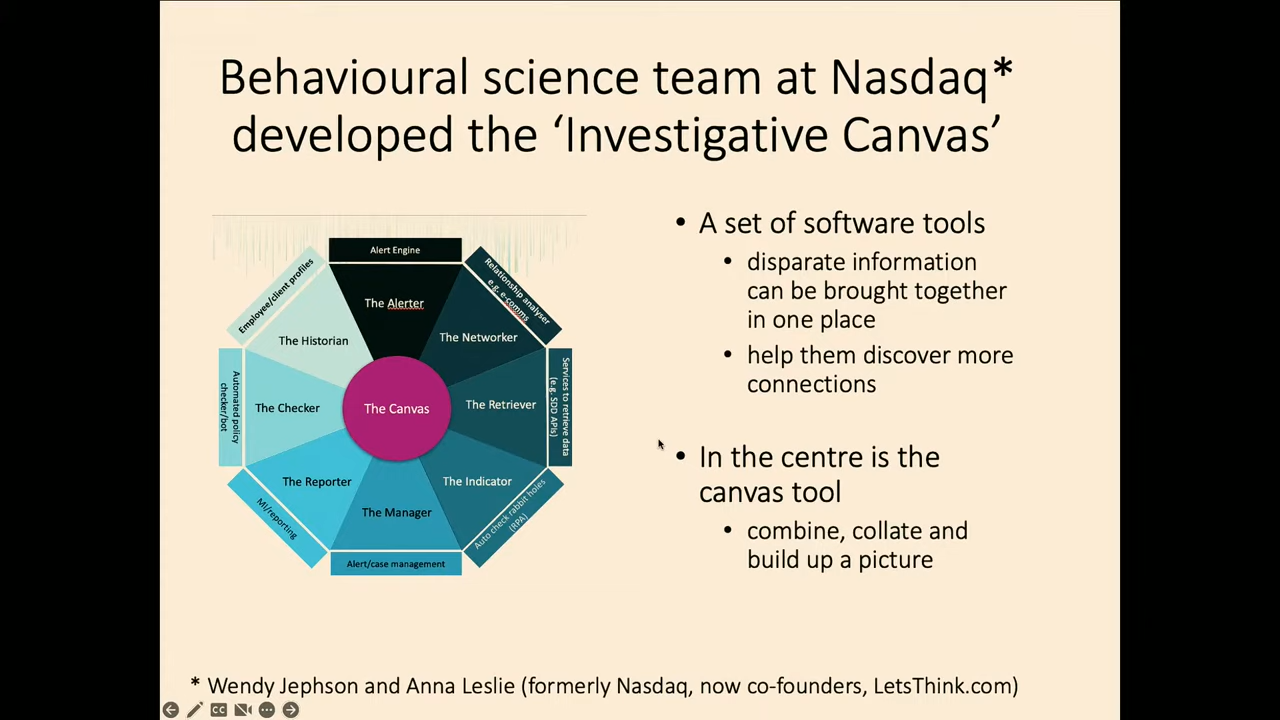 Behavioural science team at Nasdaq*
developed the ‘Investigative Canvas’
Alert Engine
The Alerter
Relationship analyser
e.g. e-comms
The Networker
Services to retrieve data
(e.g. SDD APIs)
The Retriever
Auto check rabbit holes
(RPA)
The Indicator
Alert/case management
The Manager
MI/reporting
The Reporter
Automated policy
checker/bot
The Checker
Employee/client profiles
The Historian
The Canvas
• A set of software tools
• disparate information
can be brought together
in one place
• help them discover more
connections
• In the centre is the
canvas tool
• combine, collate and
build up a picture
* Wendy Jephson and Anna Leslie (formerly Nasdaq, now co-founders, LetsThink.com)
CC